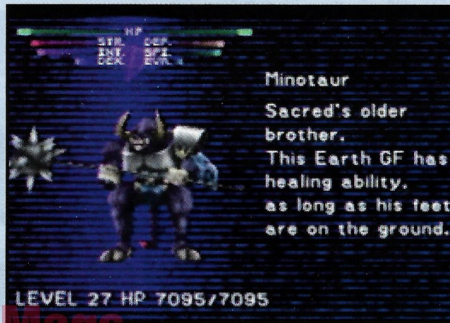 HP
STR. DEF.
INT. SPI.
DEX. EVA.
Minotaur
Sacred's older
brother.
This Earth GF has
healing ability,
as long as his feet
are on the ground.
LEVEL 27 HP 7095/7095
Mega